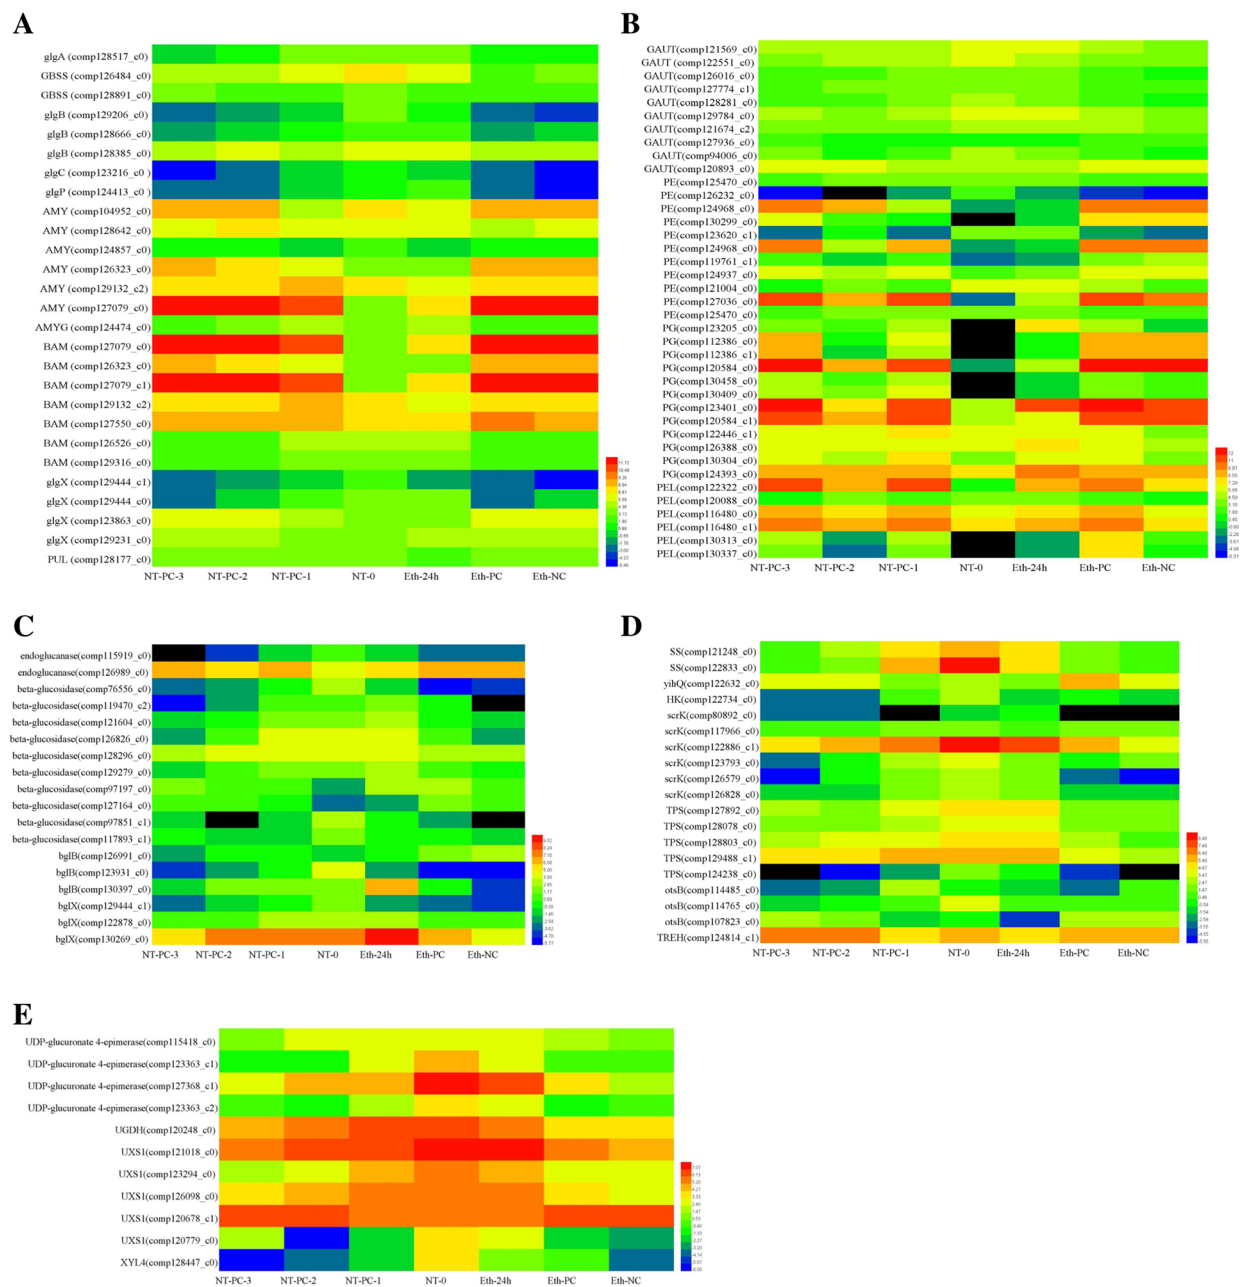 A
glgA (comp128517_c0)
GBSS (comp126484_c0)
GBSS (comp128891_c0)
glgB (comp129206_c0)
glgB (comp128666_c0)
glgB (comp128385_c0)
glgC (comp123216_c0)
glgP (comp124413_c0)
AMY (comp104952_c0)
AMY (comp128642_c0)
AMY(comp124857_c0)
AMY (comp126323_c0)
AMY (comp129132_c2)
AMY (comp127079_c0)
AMYG (comp124474_c0)
BAM (comp127079_c0)
BAM (comp126323_c0)
BAM (comp127079_c1)
BAM (comp129132_c2)
BAM (comp127550_c0)
BAM (comp126526_c0)
BAM (comp129316_c0)
glgX (comp129444_c1)
glgX (comp129444_c0)
glgX (comp123863_c0)
glgX (comp129231_c0)
PUL (comp128177_c0)
NT-PC-3 NT-PC-2 NT-PC-1 NT-0 Eth-24h Eth-PC Eth-NC
B
GAUT(comp121569_c0)
GAUT (comp122551_c0)
GAUT(comp126016_c0)
GAUT(comp127774_c1)
GAUT(comp128281_c0)
GAUT(comp129784_c0)
GAUT(comp121674_c2)
GAUT(comp127936_c0)
GAUT(comp94006_c0)
GAUT(comp120893_c0)
PE(comp125470_c0)
PE(comp126232_c0)
PE(comp124968_c0)
PE(comp130299_c0)
PE(comp123620_c1)
PE(comp124968_c0)
PE(comp119761_c1)
PE(comp124937_c0)
PE(comp121004_c0)
PE(comp127036_c0)
PE(comp125470_c0)
PG(comp123205_c0)
PG(comp112386_c0)
PG(comp112386_c1)
PG(comp120584_c0)
PG(comp130458_c0)
PG(comp130409_c0)
PG(comp123401_c0)
PG(comp120584_c1)
PG(comp122446_c1)
PG(comp126388_c0)
PG(comp130304_c0)
PG(comp124393_c0)
PEL(comp122322_c0)
PEL(comp120088_c0)
PEL(comp116480_c0)
PEL(comp116480_c1)
PEL(comp130313_c0)
PEL(comp130337_c0)
NT-PC-3 NT-PC-2 NT-PC-1 NT-0 Eth-24h Eth-PC Eth-NC
C
endoglucanase(comp115919_c0)
endoglucanase(comp126989_c0)
beta-glucosidase(comp76556_c0)
beta-glucosidase(comp119470_c2)
beta-glucosidase(comp121604_c0)
beta-glucosidase(comp126826_c0)
beta-glucosidase(comp128296_c0)
beta-glucosidase(comp129279_c0)
beta-glucosidase(comp97197_c0)
beta-glucosidase(comp127164_c0)
beta-glucosidase(comp97851_c1)
beta-glucosidase(comp117893_c1)
bglB(comp126991_c0)
bglB(comp123931_c0)
bglB(comp130397_c0)
bglX(comp129444_c1)
bglX(comp122878_c0)
bglX(comp130269_c0)
NT-PC-3 NT-PC-2 NT-PC-1 NT-0 Eth-24h Eth-PC Eth-NC
D
SS(comp121248_c0)
SS(comp122833_c0)
yihQ(comp122632_c0)
HK(comp122734_c0)
scrK(comp80892_c0)
scrK(comp117966_c0)
scrK(comp122886_c1)
scrK(comp123793_c0)
scrK(comp126579_c0)
scrK(comp126828_c0)
TPS(comp127892_c0)
TPS(comp128078_c0)
TPS(comp128803_c0)
TPS(comp129488_c1)
TPS(comp124238_c0)
otsB(comp114485_c0)
otsB(comp114765_c0)
otsB(comp107823_c0)
TREH(comp124814_c1)
NT-PC-3 NT-PC-2 NT-PC-1 NT-0 Eth-24h Eth-PC Eth-NC
E
UDP-glucuronate 4-epimerase(comp115418_c0)
UDP-glucuronate 4-epimerase(comp123363_c1)
UDP-glucuronate 4-epimerase(comp127368_c1)
UDP-glucuronate 4-epimerase(comp123363_c2)
UGDH(comp120248_c0)
UXS1(comp121018_c0)
UXS1(comp123294_c0)
UXS1(comp126098_c0)
UXS1(comp120678_c1)
UXS1(comp120779_c0)
XYL4(comp128447_c0)
NT-PC-3 NT-PC-2 NT-PC-1 NT-0 Eth-24h Eth-PC Eth-NC